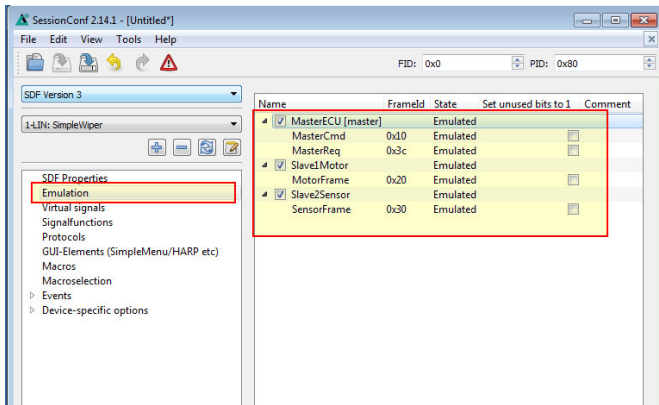 SessionConf 2.14.1 - [Untitled*]
File Edit View Tools Help
FID: 0x0 PID: 0x80
SDF Version 3
1-LIN: SimpleWiper
SDF Properties
Emulation
Virtual signals
Signalfunctions
Protocols
GUI-Elements (SimpleMenu/HARP etc)
Macros
Macroselection
Events
Device-specific options
Name FrameId State Set unused bits to 1 Comment
MasterECU [master] Emulated
MasterCmd 0x10 Emulated
MasterReq 0x3c Emulated
Slave1Motor Emulated
MotorFrame 0x20 Emulated
Slave2Sensor Emulated
SensorFrame 0x30 Emulated